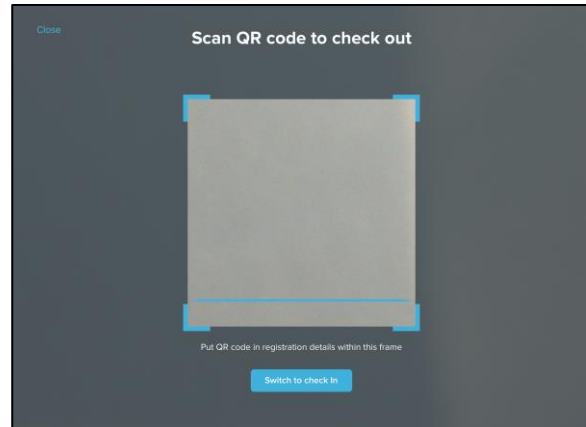 Close
Scan QR code to check out
Put QR code in registration details within this frame
Switch to check In